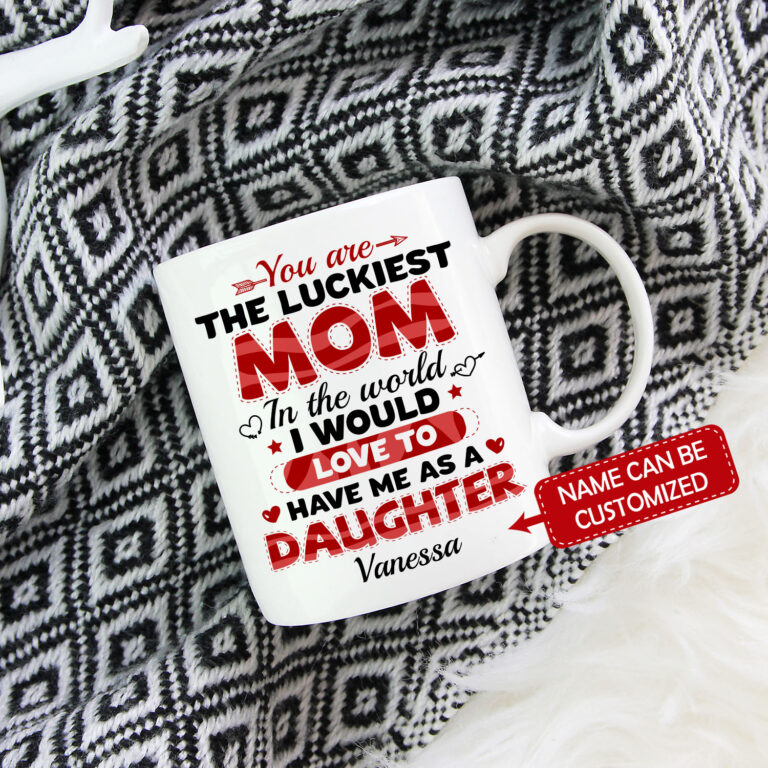 You are
THE LUCKIEST
MOM
In the world
I WOULD
LOVE TO
HAVE ME AS A
DAUGHTER
Vanessa
NAME CAN BE
CUSTOMIZED